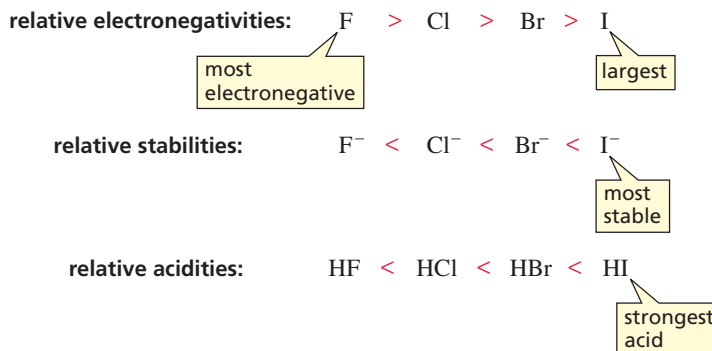 relative electronegativities: F > Cl > Br > I
most
electronegative
largest
relative stabilities: F⁻ < Cl⁻ < Br⁻ < I⁻
most
stable
relative acidities: HF < HCl < HBr < HI
strongest
acid